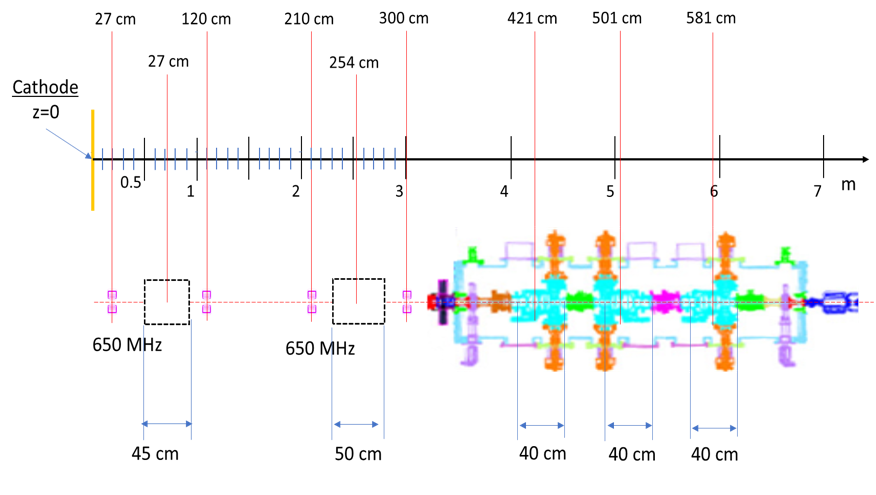 27 cm 120 cm 210 cm 300 cm 421 cm 501 cm 581 cm
27 cm 254 cm
Cathode
z=0
0.5 1 2 3 4 5 6 7 m
650 MHz 650 MHz
45 cm 50 cm 40 cm 40 cm 40 cm